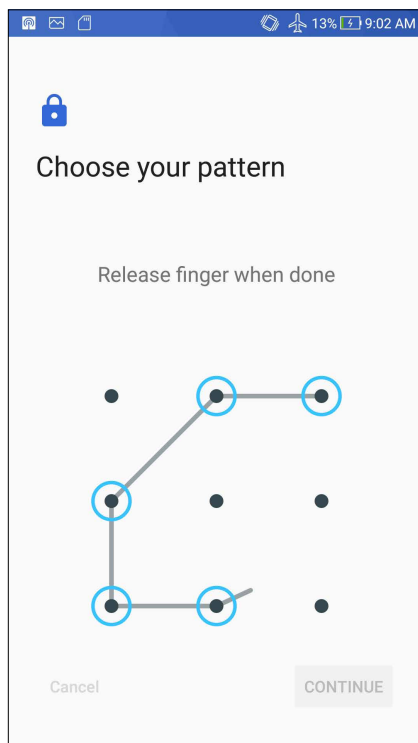 13% 9:02 AM
Choose your pattern
Release finger when done
Cancel CONTINUE